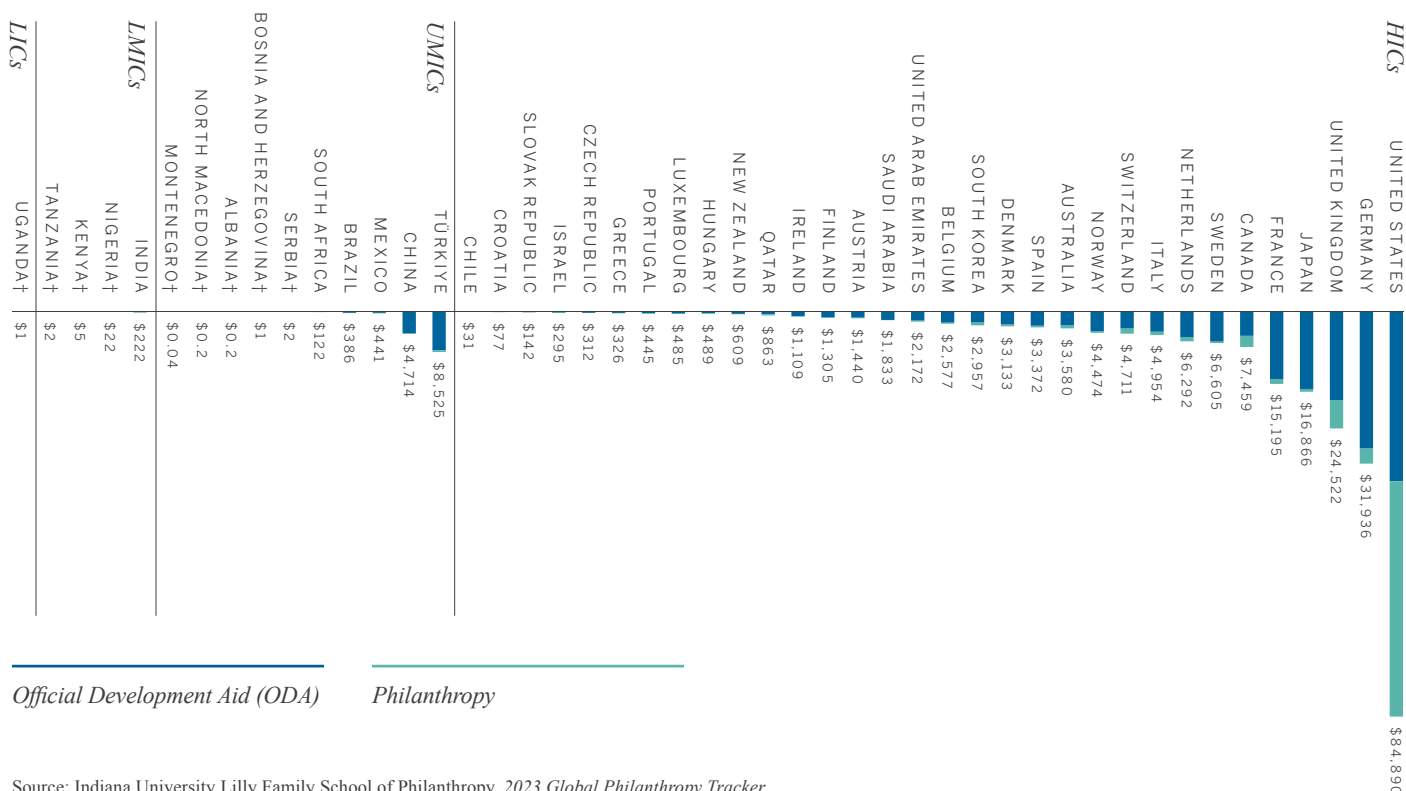 HICs
UNITED STATES $84,890
GERMANY $31,936
UNITED KINGDOM $24,522
JAPAN $16,866
FRANCE $15,195
CANADA $7,459
SWEDEN $6,605
NETHERLANDS $6,292
ITALY $4,954
SWITZERLAND $4,711
NORWAY $4,474
AUSTRALIA $3,580
SPAIN $3,372
DENMARK $3,133
SOUTH KOREA $2,957
BELGIUM $2,577
UNITED ARAB EMIRATES $2,172
SAUDI ARABIA $1,833
AUSTRIA $1,440
FINLAND $1,305
IRELAND $1,109
QATAR $863
NEW ZEALAND $609
HUNGARY $489
LUXEMBOURG $485
PORTUGAL $445
GREECE $326
CZECH REPUBLIC $312
ISRAEL $295
SLOVAK REPUBLIC $142
CROATIA $77
CHILE $31
UMICs
TÜRKIYE $8,525
CHINA $4,714
MEXICO $441
BRAZIL $386
SOUTH AFRICA $122
SERBIA† $2
BOSNIA AND HERZEGOVINA† $1
ALBANIA† $0.2
NORTH MACEDONIA† $0.2
MONTENEGRO† $0.04
LMICs
INDIA $222
NIGERIA† $22
KENYA† $5
TANZANIA† $2
LICs
UGANDA† $1
Official Development Aid (ODA)
Philanthropy
Source: Indiana University Lilly Family School of Philanthropy, 2023 Global Philanthropy Tracker